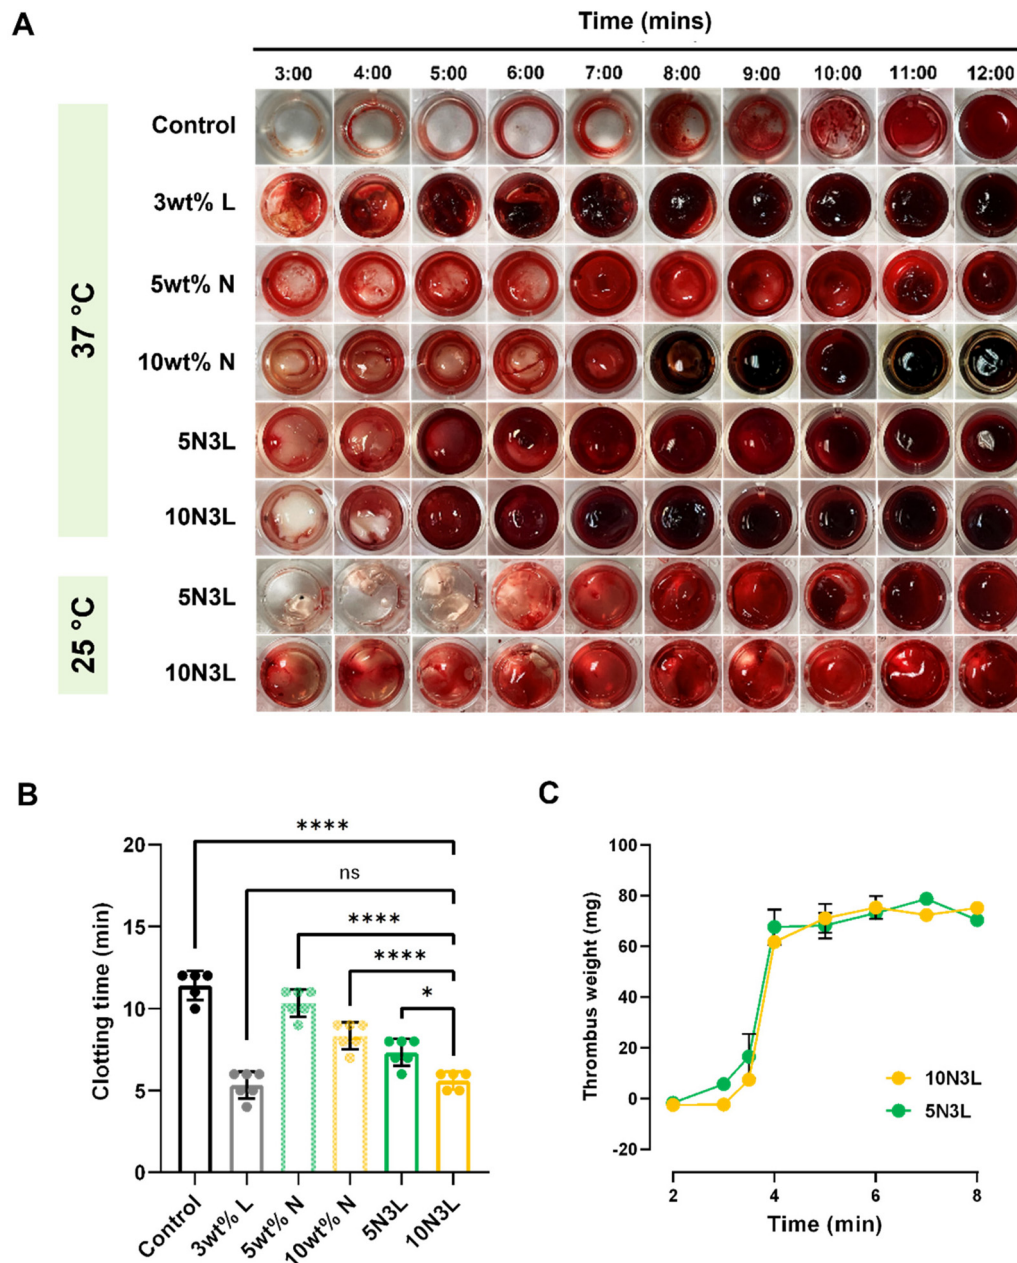 A
Time (mins)
3:00 4:00 5:00 6:00 7:00 8:00 9:00 10:00 11:00 12:00
37 °C
Control
3wt% L
5wt% N
10wt% N
5N3L
10N3L
25 °C
5N3L
10N3L
B
Clotting time (min)
20
15
10
5
0
****
ns
****
****
*
Control
3wt% L
5wt% N
10wt% N
5N3L
10N3L
C
Thrombus weight (mg)
100
80
60
40
20
0
-20
10N3L
5N3L
2 4 6 8
Time (min)